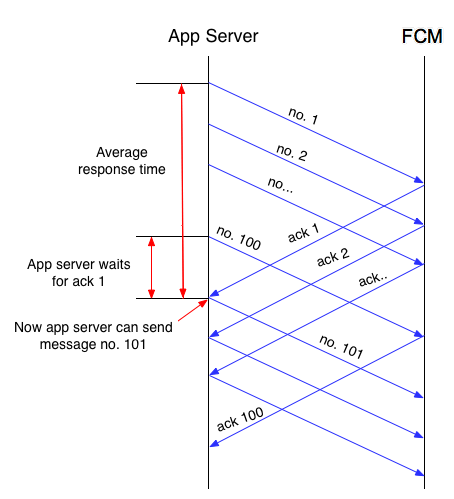 App Server
FCM
no. 1
no. 2
no...
Average
response time
no. 100
ack 1
ack 2
ack..
App server waits
for ack 1
Now app server can send
message no. 101
no. 101
ack 100